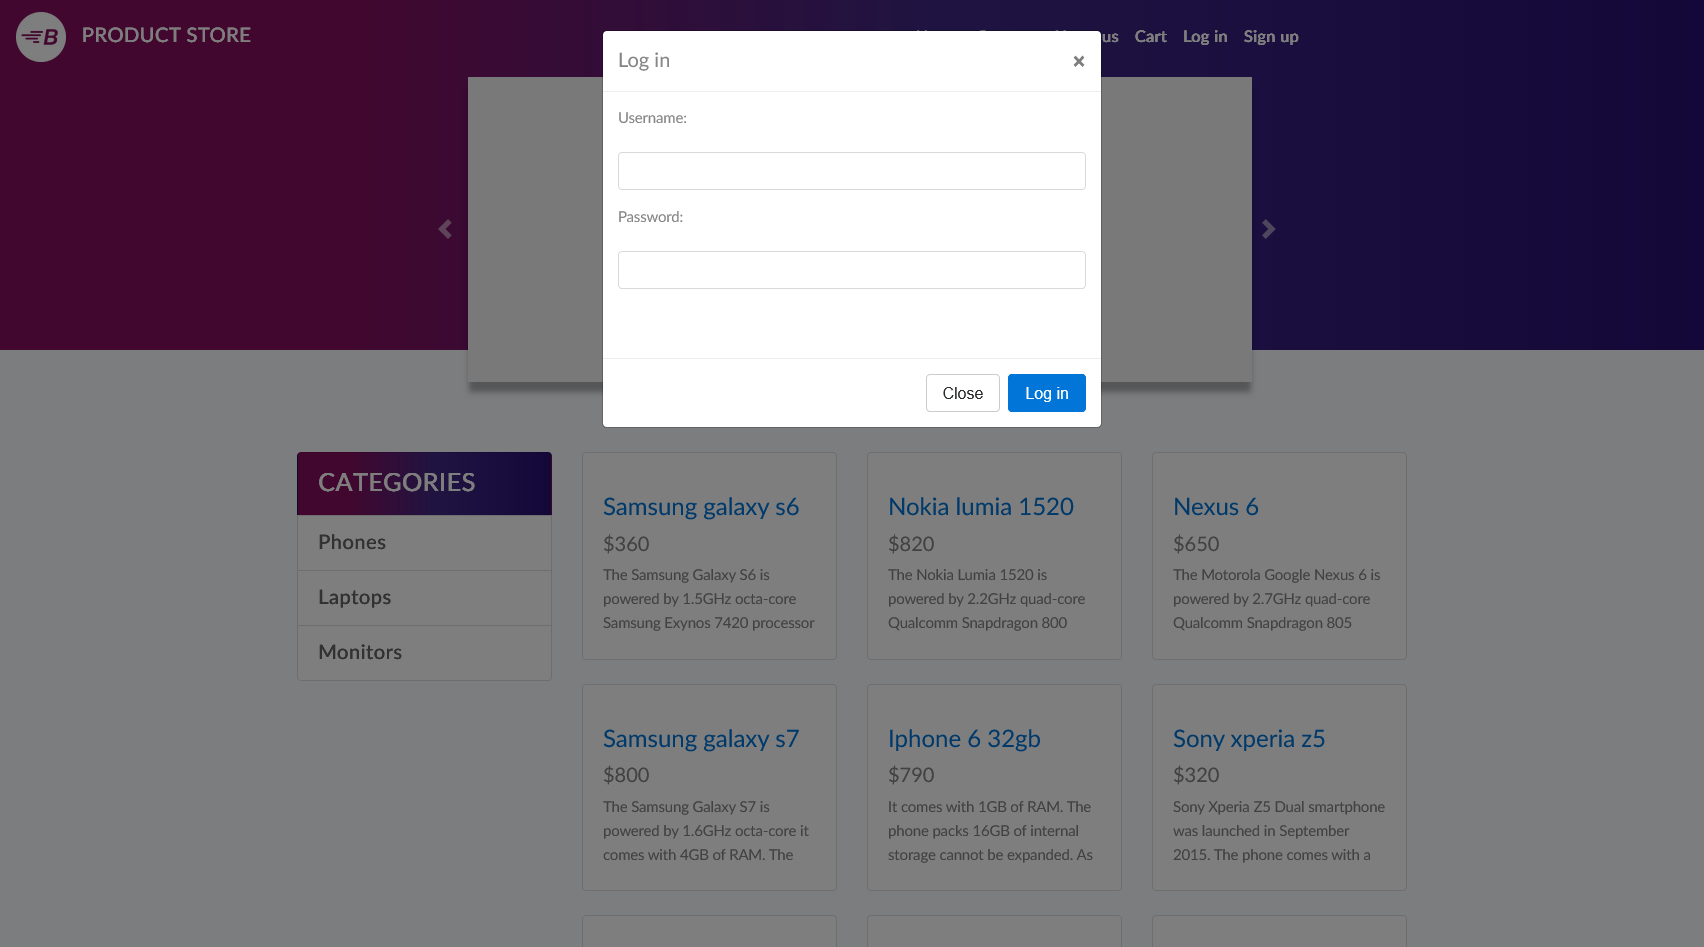 B PRODUCT STORE
us Cart Log in Sign up
Log in ×
Username:
Password:
Close Log in
CATEGORIES
Phones
Laptops
Monitors
Samsung galaxy s6
$360
The Samsung Galaxy S6 is
powered by 1.5GHz octa-core
Samsung Exynos 7420 processor
Nokia lumia 1520
$820
The Nokia Lumia 1520 is
powered by 2.2GHz quad-core
Qualcomm Snapdragon 800
Nexus 6
$650
The Motorola Google Nexus 6 is
powered by 2.7GHz quad-core
Qualcomm Snapdragon 805
Samsung galaxy s7
$800
The Samsung Galaxy S7 is
powered by 1.6GHz octa-core it
comes with 4GB of RAM. The
Iphone 6 32gb
$790
It comes with 1GB of RAM. The
phone packs 16GB of internal
storage cannot be expanded. As
Sony xperia z5
$320
Sony Xperia Z5 Dual smartphone
was launched in September
2015. The phone comes with a